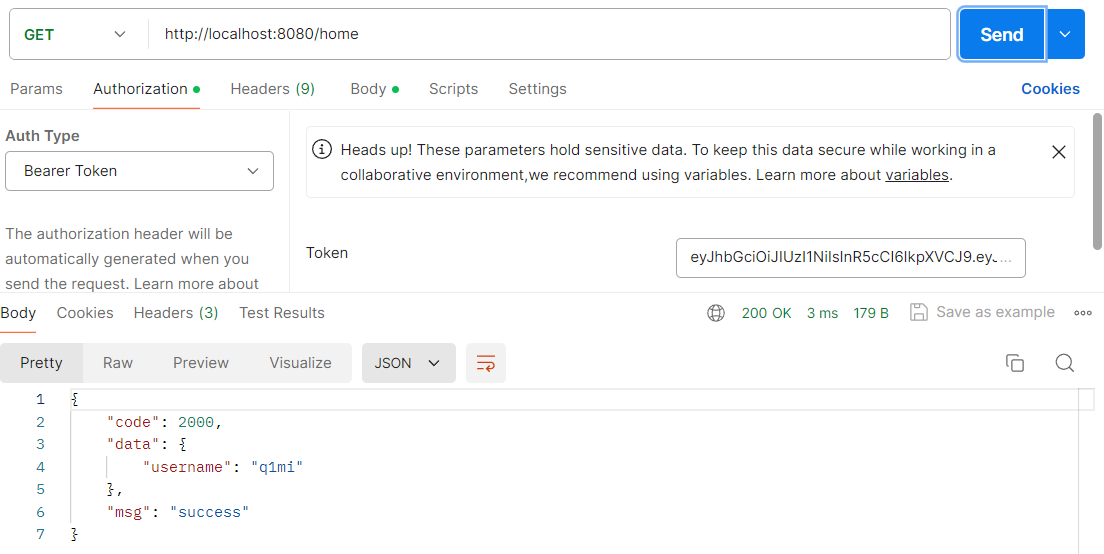 GET http://localhost:8080/home Send
Params Authorization Headers (9) Body Scripts Settings Cookies
Auth Type
Bearer Token
The authorization header will be
automatically generated when you
send the request. Learn more about
Heads up! These parameters hold sensitive data. To keep this data secure while working in a
collaborative environment,we recommend using variables. Learn more about variables.
Token eyJhbGciOiJIUzI1NiIsInR5cCI6IkpXVCJ9.eyJ...
Body Cookies Headers (3) Test Results 200 OK 3 ms 179 B Save as example
Pretty Raw Preview Visualize JSON
1 {
2 "code": 2000,
3 "data": {
4 "username": "q1mi"
5 },
6 "msg": "success"
7 }